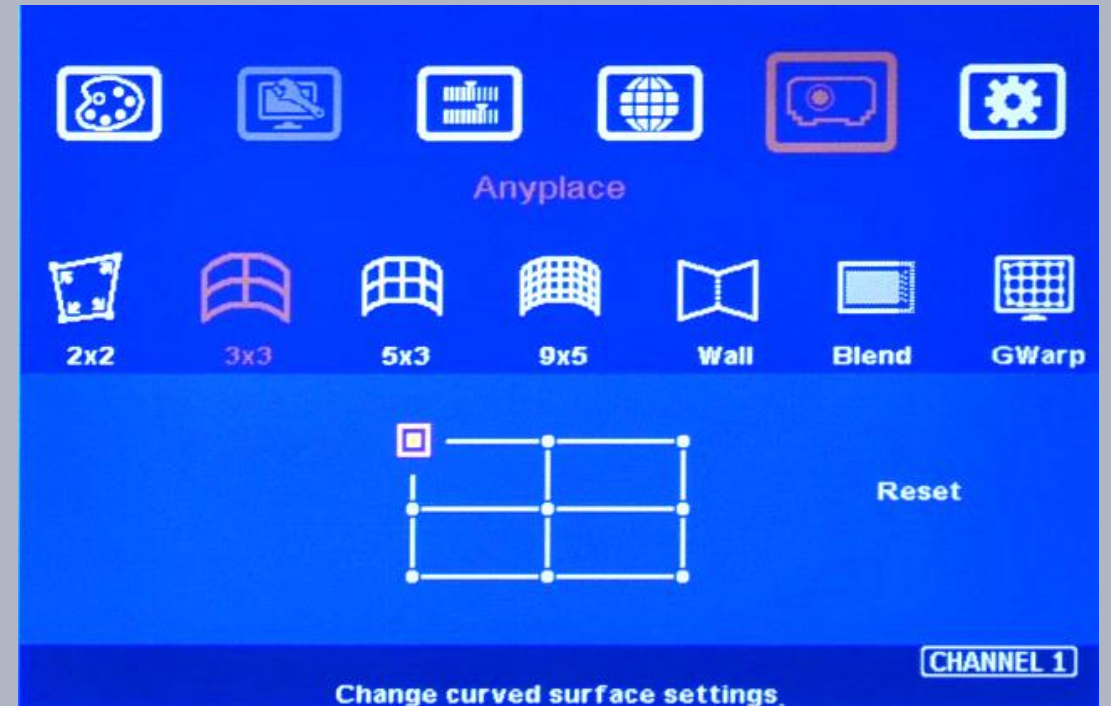 Anyplace
2x2 3x3 5x3 9x5 Wall Blend GWarp
Reset
CHANNEL 1
Change curved surface settings.